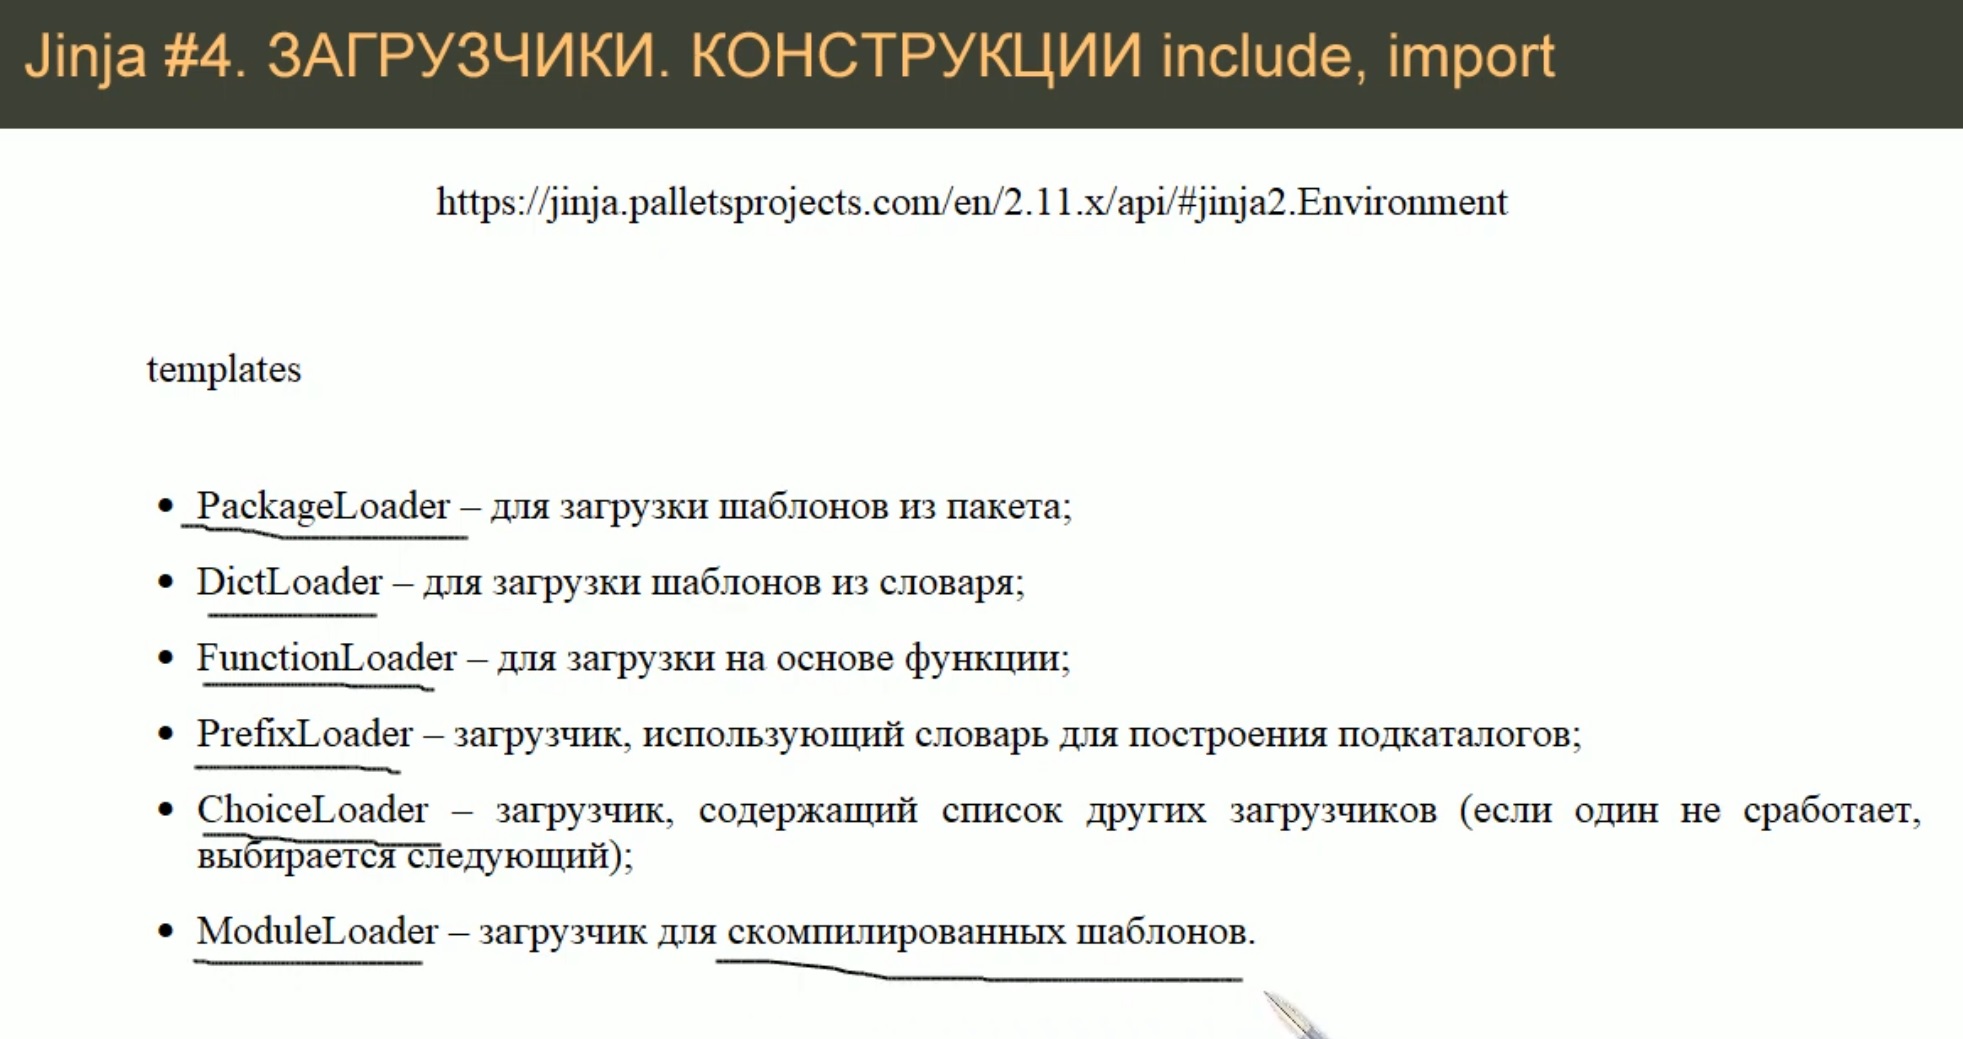 Jinja #4. ЗАГРУЗЧИКИ. КОНСТРУКЦИИ include, import
https://jinja.palletsprojects.com/en/2.11.x/api/#jinja2.Environment
templates
• PackageLoader – для загрузки шаблонов из пакета;
• DictLoader – для загрузки шаблонов из словаря;
• FunctionLoader – для загрузки на основе функции;
• PrefixLoader – загрузчик, использующий словарь для построения подкаталогов;
• ChoiceLoader – загрузчик, содержащий список других загрузчиков (если один не сработает,
выбирается следующий);
• ModuleLoader – загрузчик для скомпилированных шаблонов.